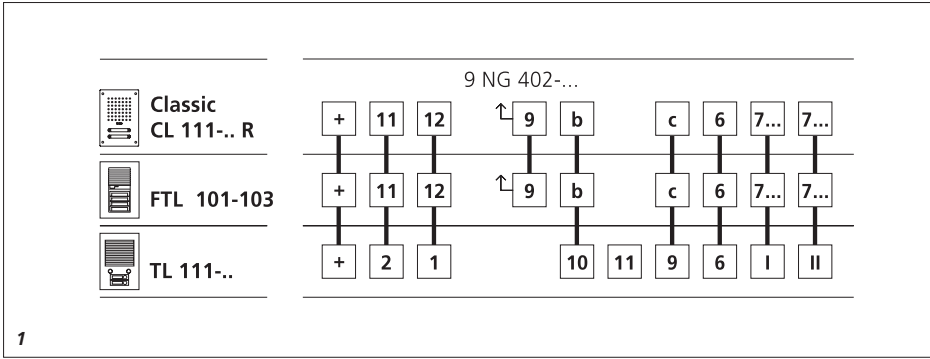 9 NG 402-...
Classic
CL 111-.. R
+ 11 12 9 b c 6 7... 7...
FTL 101-103
+ 11 12 9 b c 6 7... 7...
TL 111-..
+ 2 1 10 11 9 6 I II
1